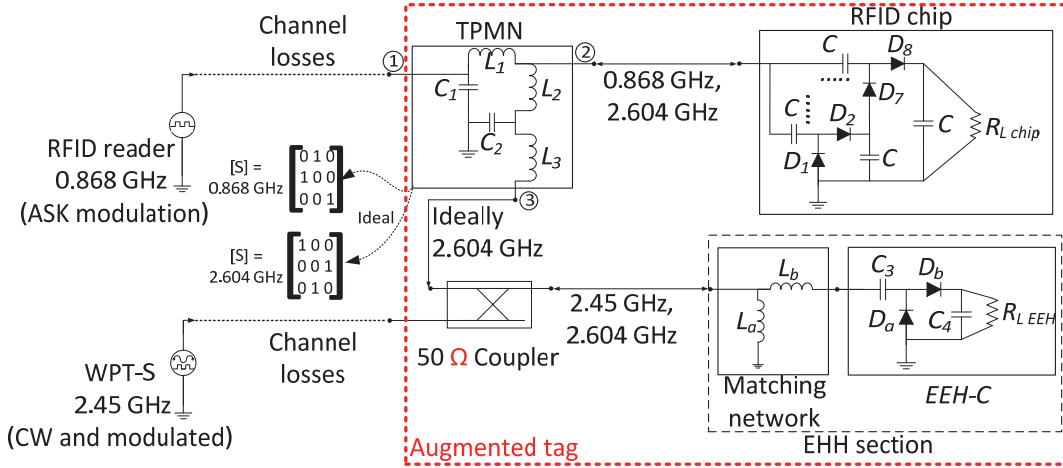 Channel
losses
TPMN
RFID chip
①
②
③
L1
C1
L2
C2
L3
0.868 GHz,
2.604 GHz
C
D8
C
D7
D2
D1
C
C
RL chip
RFID reader
0.868 GHz
(ASK modulation)
[S] =
0.868 GHz
0 1 0
1 0 0
0 0 1
Ideal
[S] =
2.604 GHz
1 0 0
0 0 1
0 1 0
Ideally
2.604 GHz
50 Ω Coupler
2.45 GHz,
2.604 GHz
Lb
La
Matching
network
C3
Db
Da
C4
RL EEH
EEH-C
EHH section
WPT-S
2.45 GHz
(CW and modulated)
Channel
losses
Augmented tag